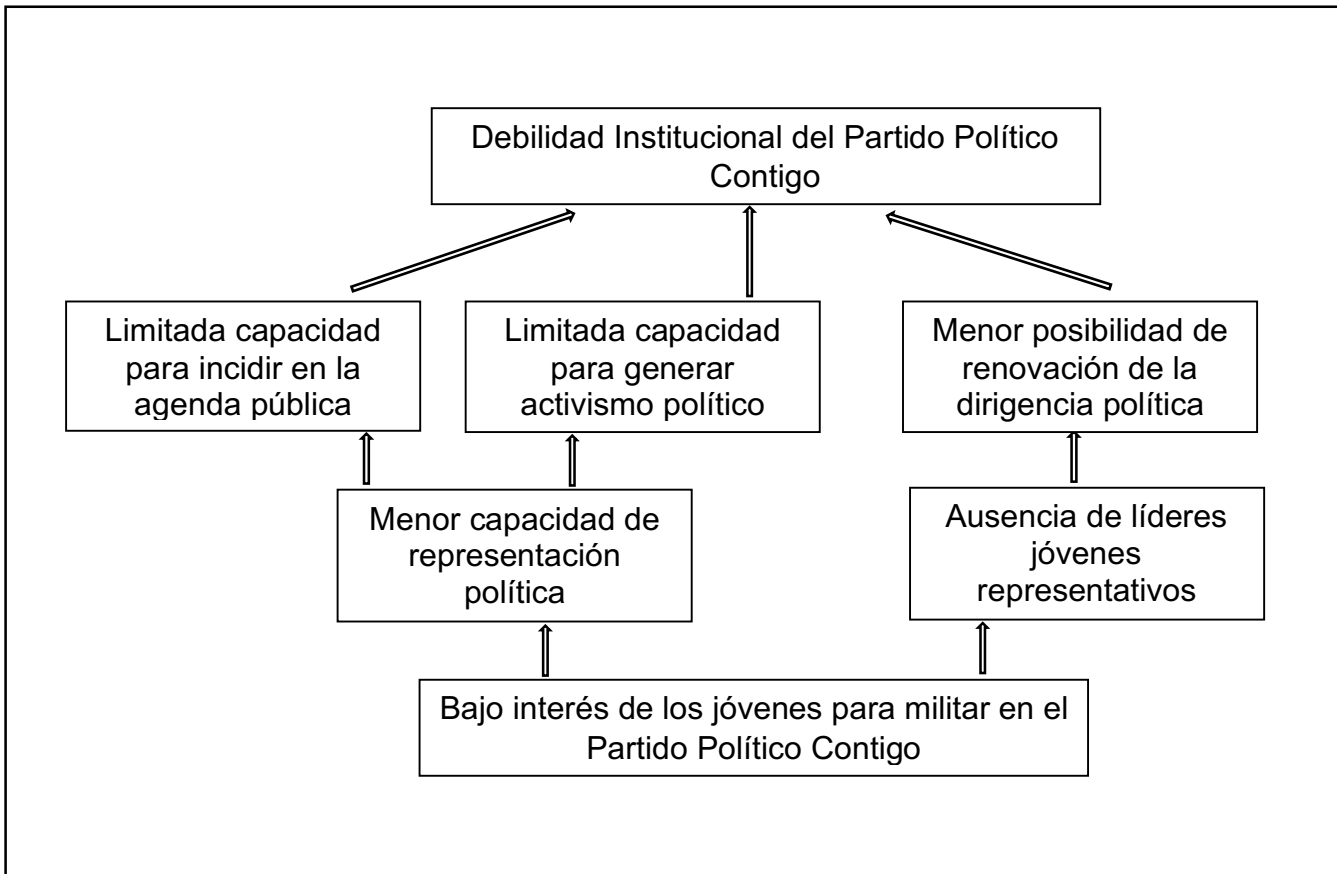 Debilidad Institucional del Partido Político
Contigo
Limitada capacidad
para incidir en la
agenda pública
Limitada capacidad
para generar
activismo político
Menor posibilidad de
renovación de la
dirigencia política
Menor capacidad de
representación
política
Ausencia de líderes
jóvenes
representativos
Bajo interés de los jóvenes para militar en el
Partido Político Contigo